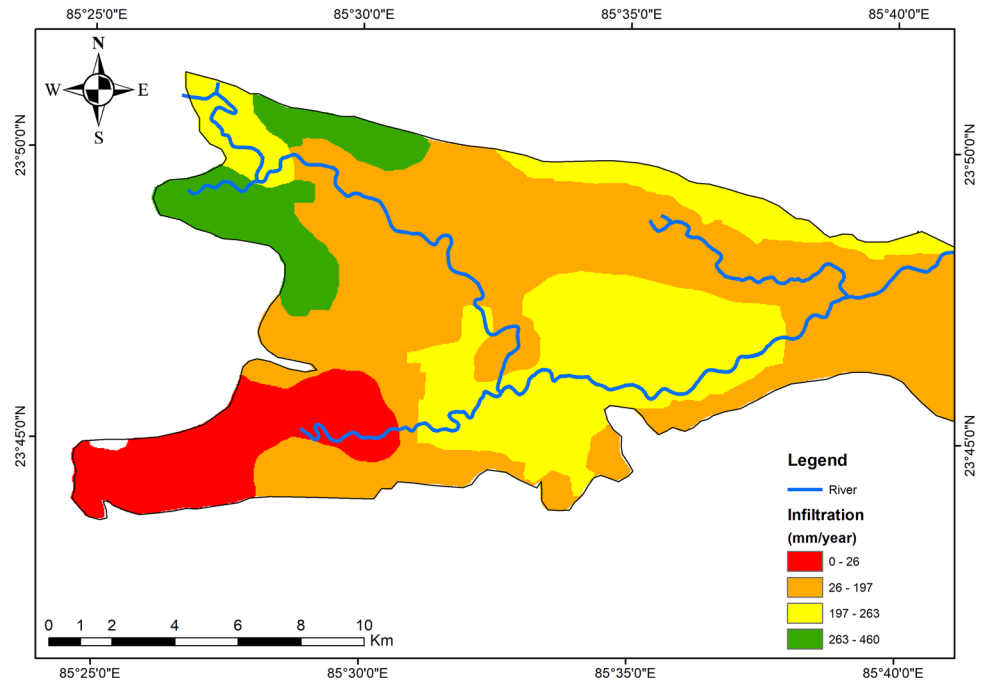 85°25'0"E 85°30'0"E 85°35'0"E 85°40'0"E
N
W E
S
23°50'0"N 23°50'0"N
23°45'0"N 23°45'0"N
Legend
River
Infiltration
(mm/year)
0 - 26
26 - 197
197 - 263
263 - 460
0 1 2 4 6 8 10
Km
85°25'0"E 85°30'0"E 85°35'0"E 85°40'0"E